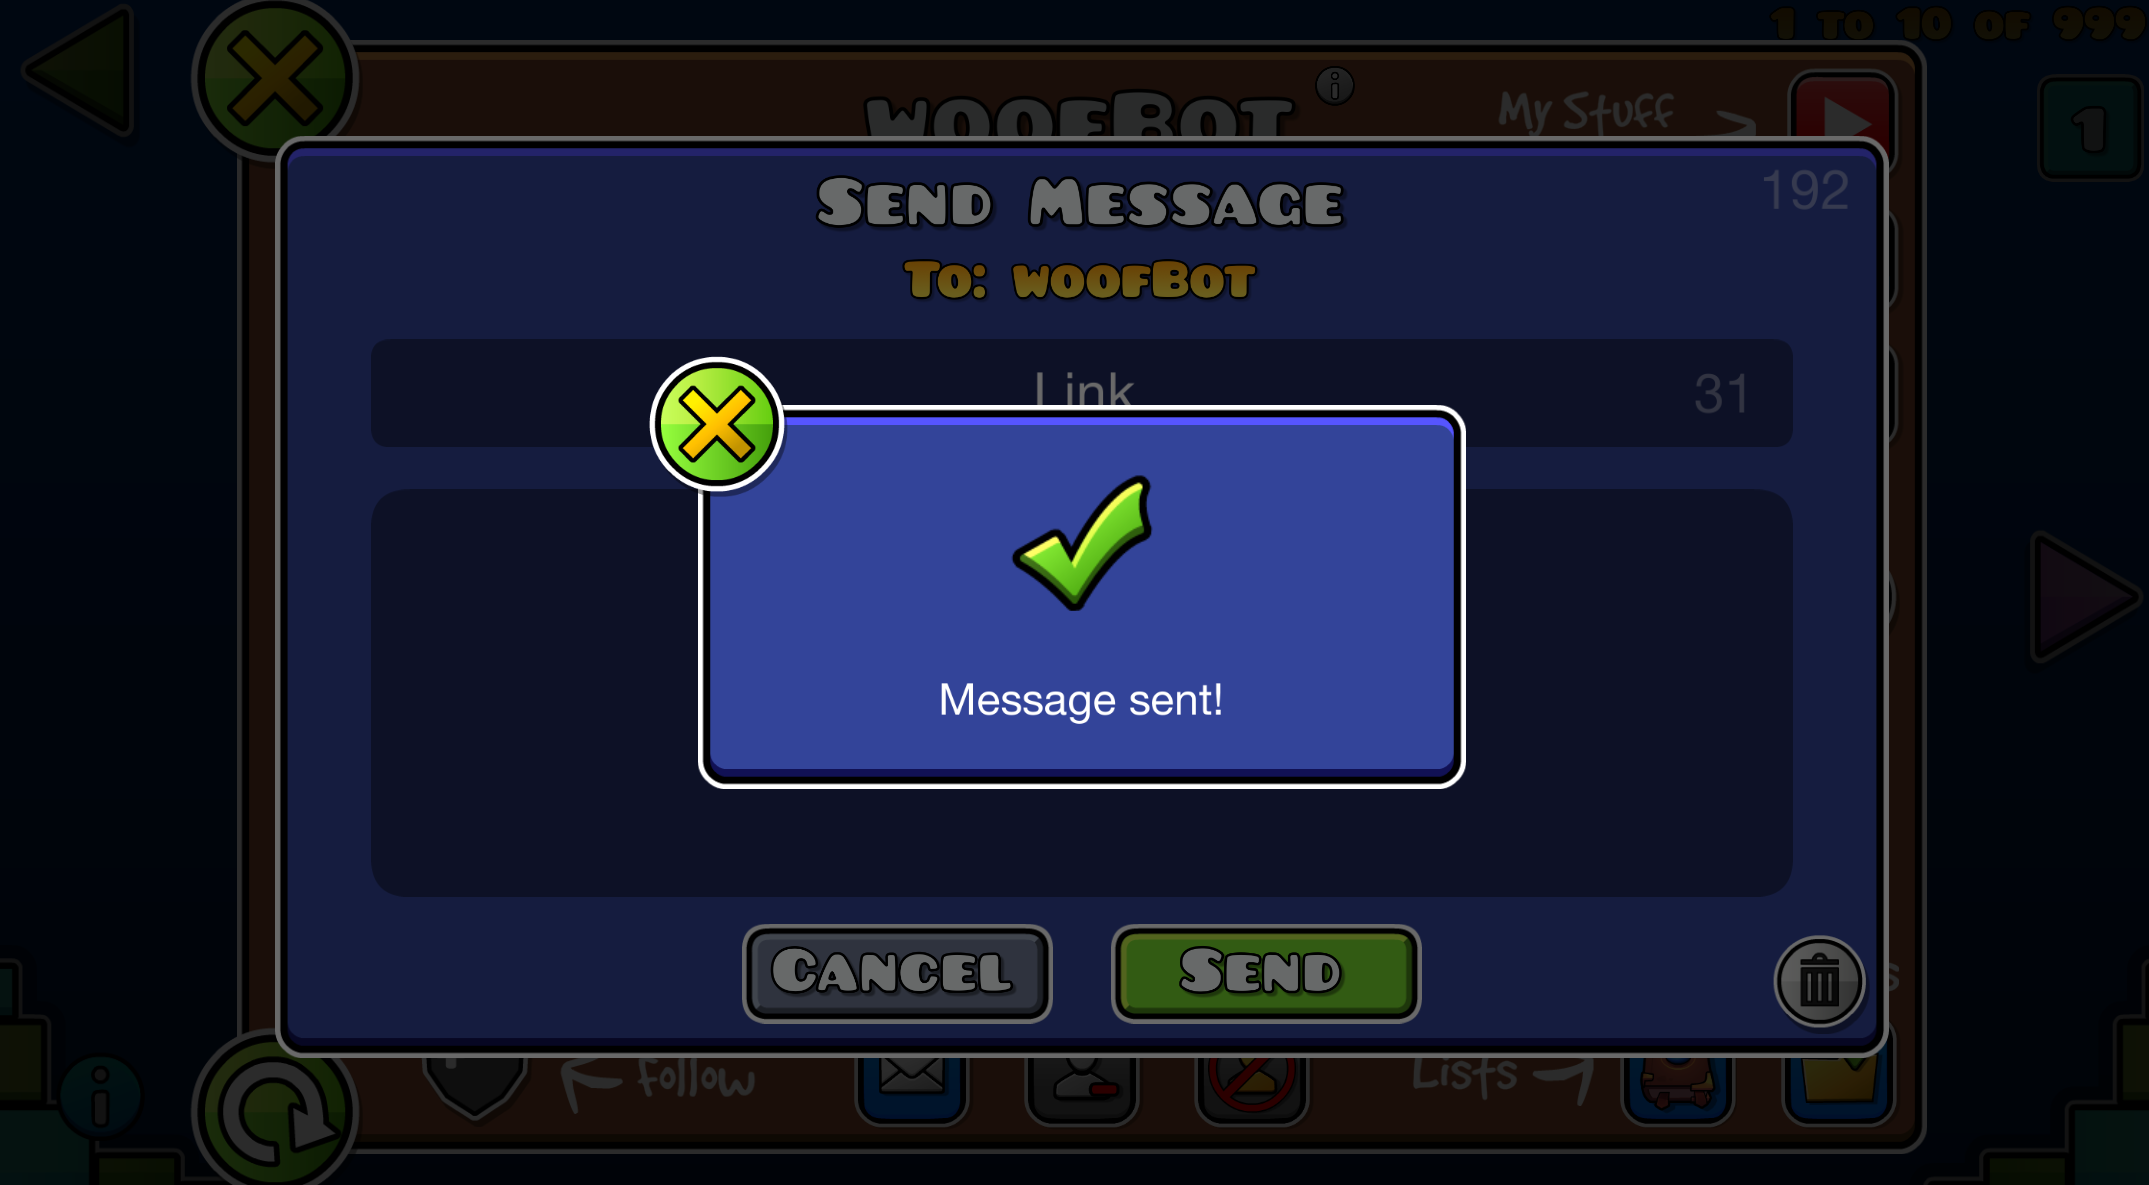 1 to 10 of 999
woofBot
My Stuff
1
Send Message
192
To: woofBot
Link
31
Message sent!
Cancel
Send
Follow
Lists